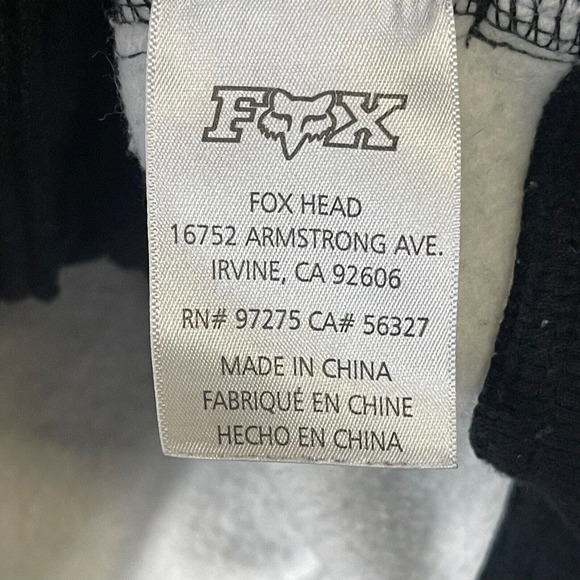 FOX
FOX HEAD
16752 ARMSTRONG AVE.
IRVINE, CA 92606
RN# 97275 CA# 56327
MADE IN CHINA
FABRIQUÉ EN CHINE
HECHO EN CHINA